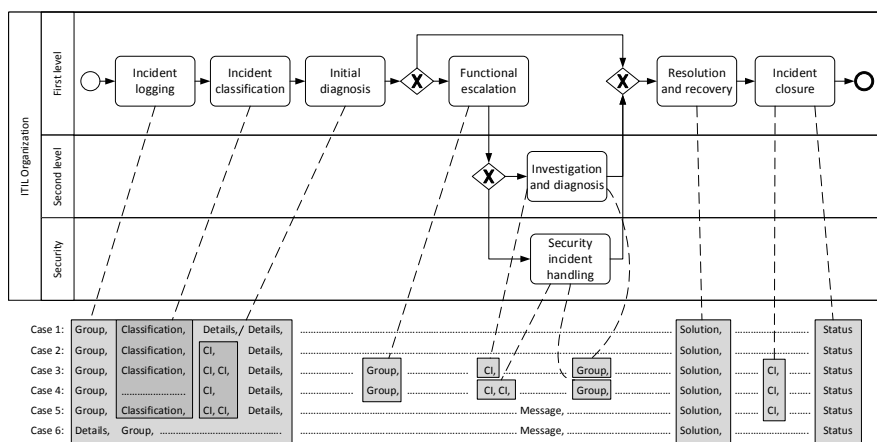 ITIL Organization
First level
Incident logging
Incident classification
Initial diagnosis
X
Functional escalation
X
Resolution and recovery
Incident closure
Second level
X
Investigation and diagnosis
Security
Security incident handling
Case 1: Group, Classification, Details, Details, ........ Solution, ........ Status
Case 2: Group, Classification, CI, Details, ........ Solution, ........ Status
Case 3: Group, Classification, CI, CI, Details, ........ Group, ........ CI, ........ Group, ........ Solution, ........ CI, ........ Status
Case 4: Group, ........ CI, Details, ........ Group, ........ CI, CI, ........ Group, ........ Solution, ........ CI, ........ Status
Case 5: Group, Classification, CI, CI, Details, ........ Message, ........ Solution, ........ CI, ........ Status
Case 6: Details, Group, ........ Message, ........ Solution, ........ Status